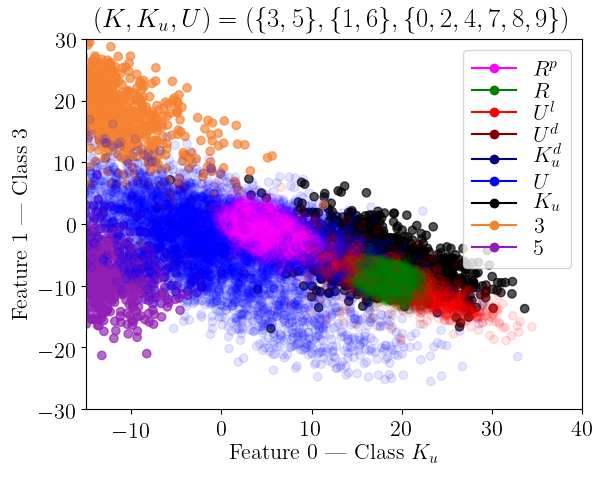 (K, K_u, U) = ({3, 5}, {1, 6}, {0, 2, 4, 7, 8, 9})
30
20
10
0
−10
−20
−30
Feature 1 — Class 3
R^p
R
U^l
U^d
K_u^d
U
K_u
3
5
−10
0
10
20
30
40
Feature 0 — Class K_u